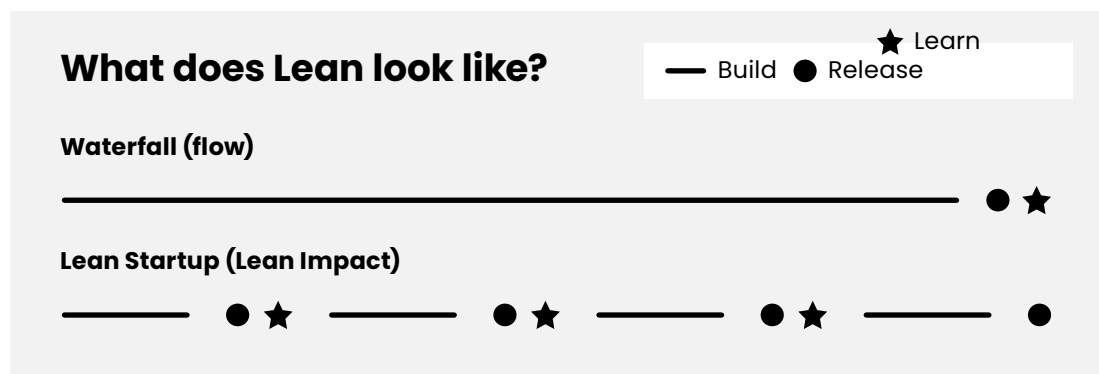 What does Lean look like?
Learn
Build Release
Waterfall (flow)
Lean Startup (Lean Impact)